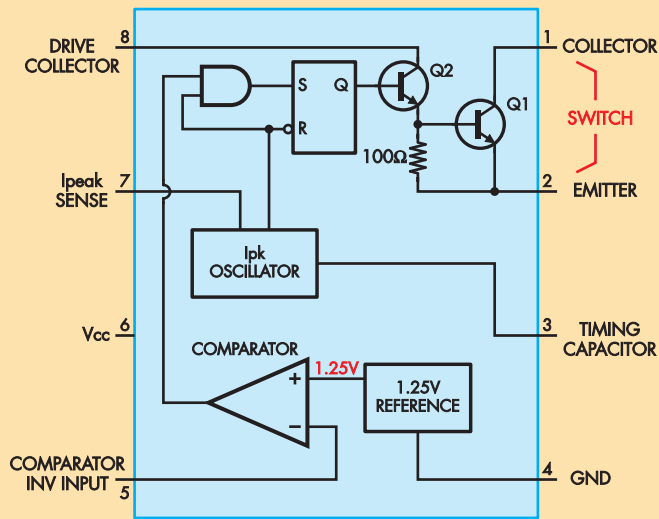 8
DRIVE
COLLECTOR
1
COLLECTOR
S
Q
Q2
Q1
SWITCH
R
100Ω
Ipeak
SENSE
7
2
EMITTER
Ipk
OSCILLATOR
Vcc
6
3
TIMING
CAPACITOR
COMPARATOR
+
1.25V
1.25V
REFERENCE
–
COMPARATOR
INV INPUT
5
4
GND